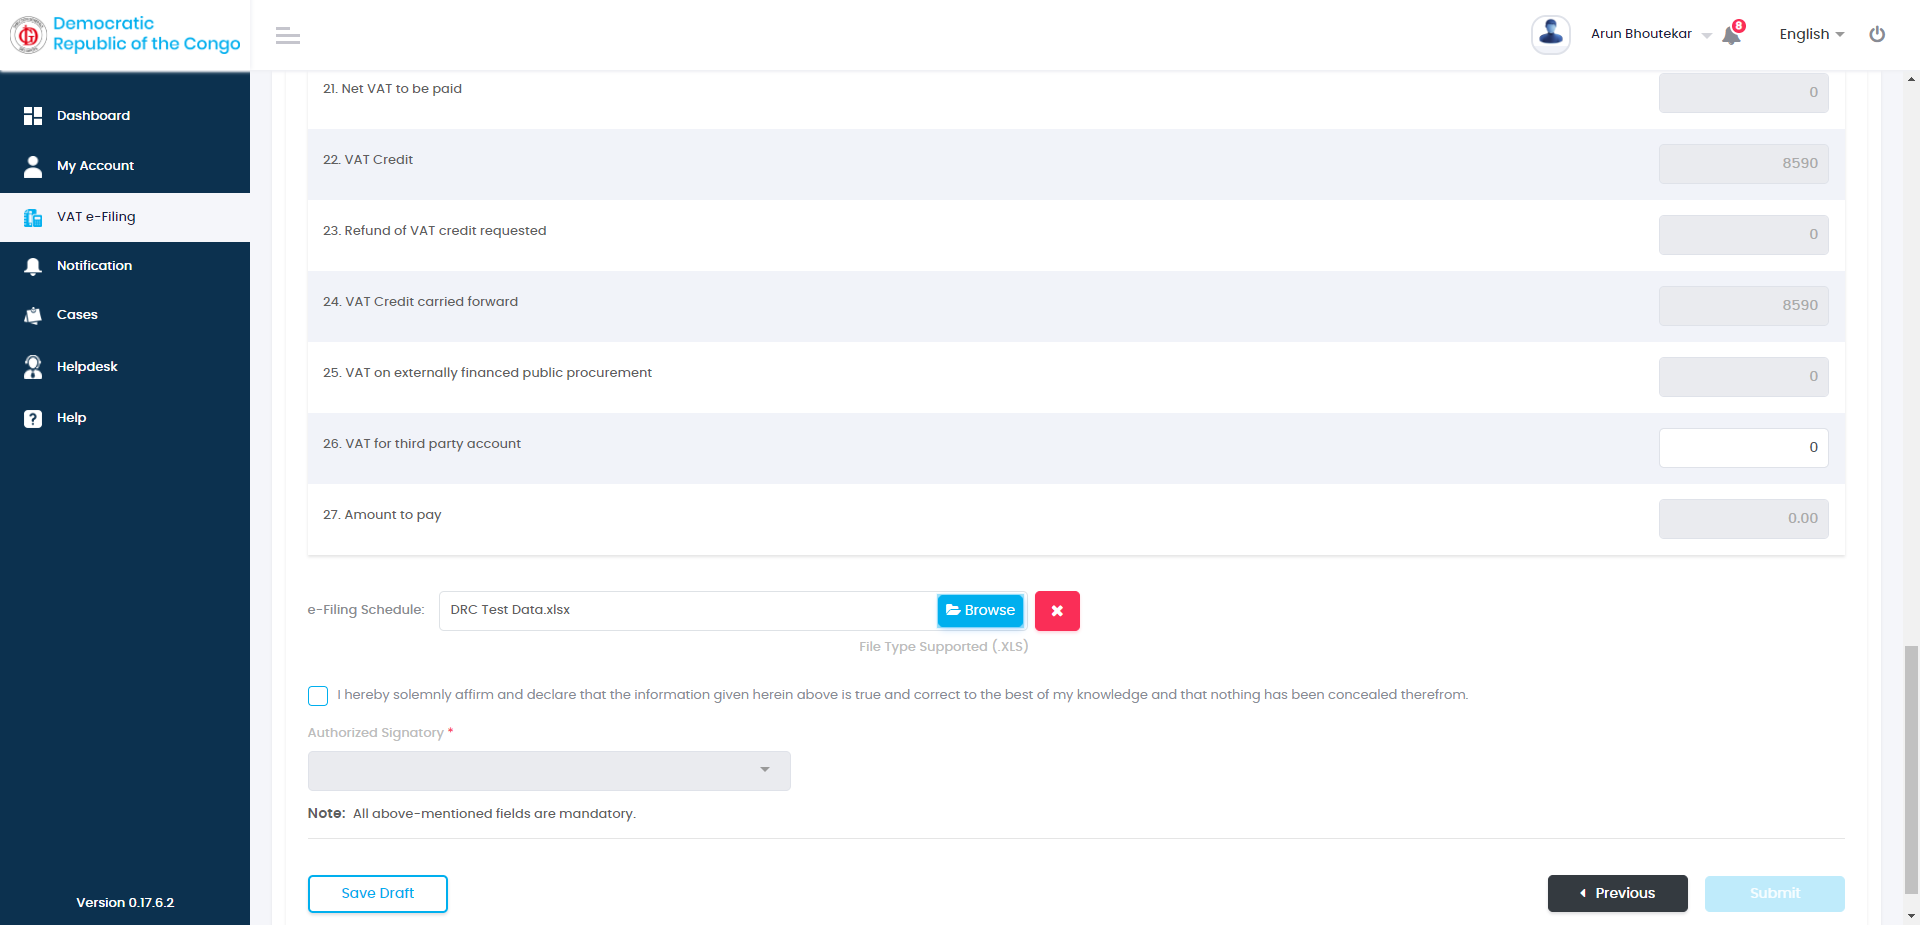 Democratic
Republic of the Congo
Arun Bhoutekar
8
English
Dashboard
My Account
VAT e-Filing
Notification
Cases
Helpdesk
Help
Version 0.17.6.2
21. Net VAT to be paid
0
22. VAT Credit
8590
23. Refund of VAT credit requested
0
24. VAT Credit carried forward
8590
25. VAT on externally financed public procurement
0
26. VAT for third party account
0
27. Amount to pay
0.00
e-Filing Schedule:
DRC Test Data.xlsx
Browse
File Type Supported (.XLS)
I hereby solemnly affirm and declare that the information given herein above is true and correct to the best of my knowledge and that nothing has been concealed therefrom.
Authorized Signatory *
Note: All above-mentioned fields are mandatory.
Save Draft
Previous
Submit